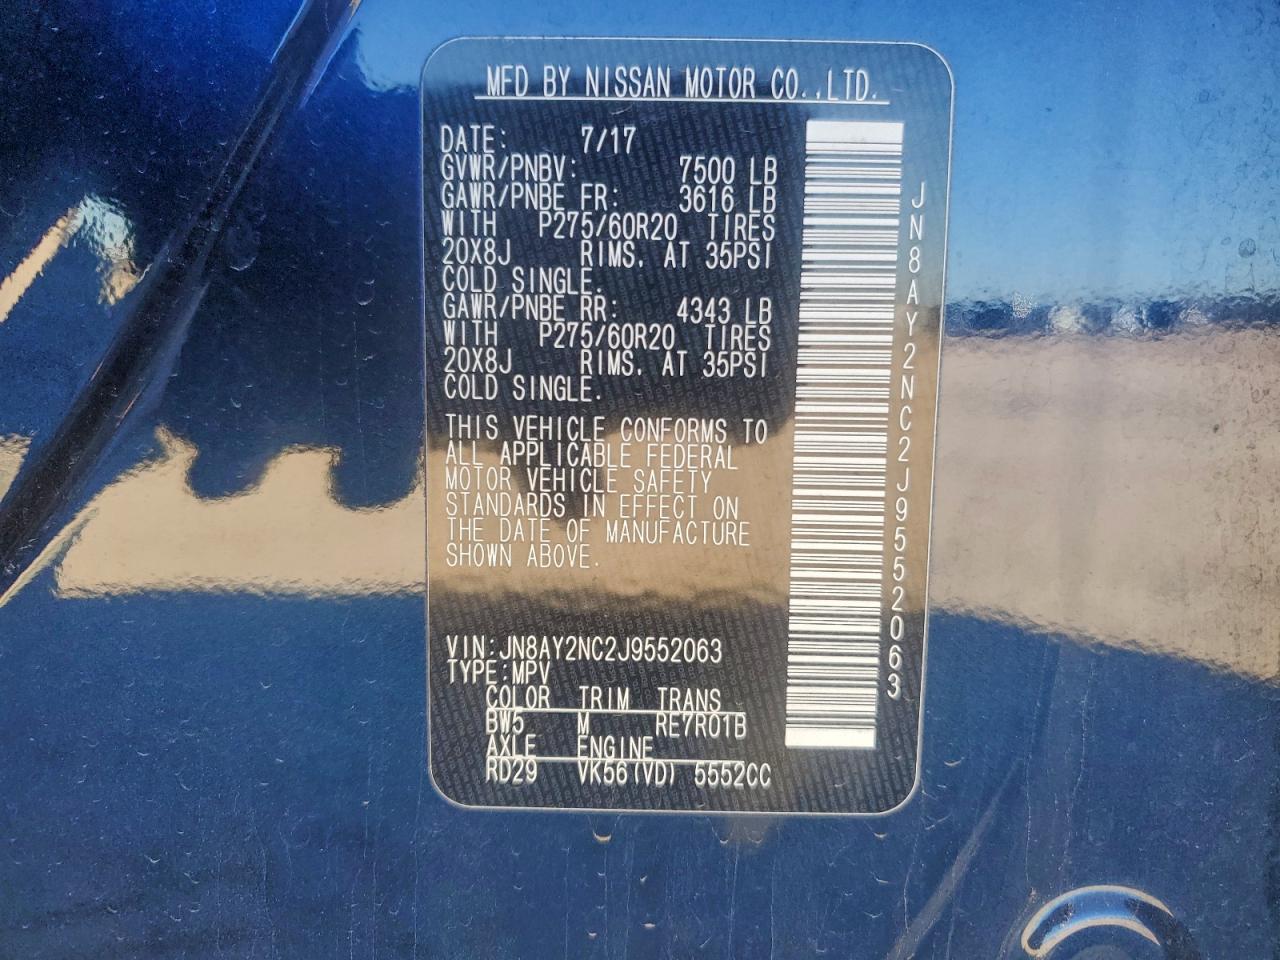 MFD BY NISSAN MOTOR CO.,LTD.
DATE: 7/17
GVWR/PNBV: 7500 LB
GAWR/PNBE FR: 3616 LB
WITH P275/60R20 TIRES
20X8J RIMS. AT 35PSI
COLD SINGLE.
GAWR/PNBE RR: 4343 LB
WITH P275/60R20 TIRES
20X8J RIMS. AT 35PSI
COLD SINGLE.
THIS VEHICLE CONFORMS TO
ALL APPLICABLE FEDERAL
MOTOR VEHICLE SAFETY
STANDARDS IN EFFECT ON
THE DATE OF MANUFACTURE
SHOWN ABOVE.
VIN:JN8AY2NC2J9552063
TYPE:MPV
COLOR TRIM TRANS
BW5 M RE7R01B
AXLE ENGINE
RD29 VK56(VD) 5552CC
JN8AY2NC2J9552063